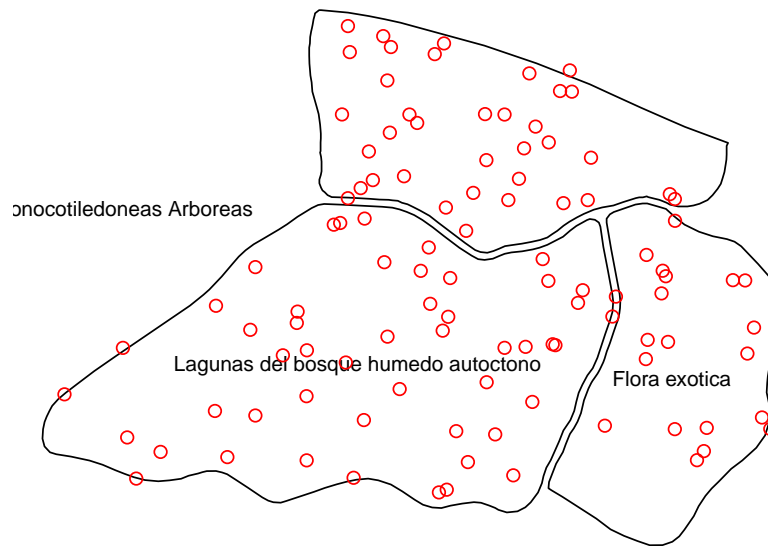 onocotiledoneas Arboreas
Lagunas del bosque humedo autoctono
Flora exotica